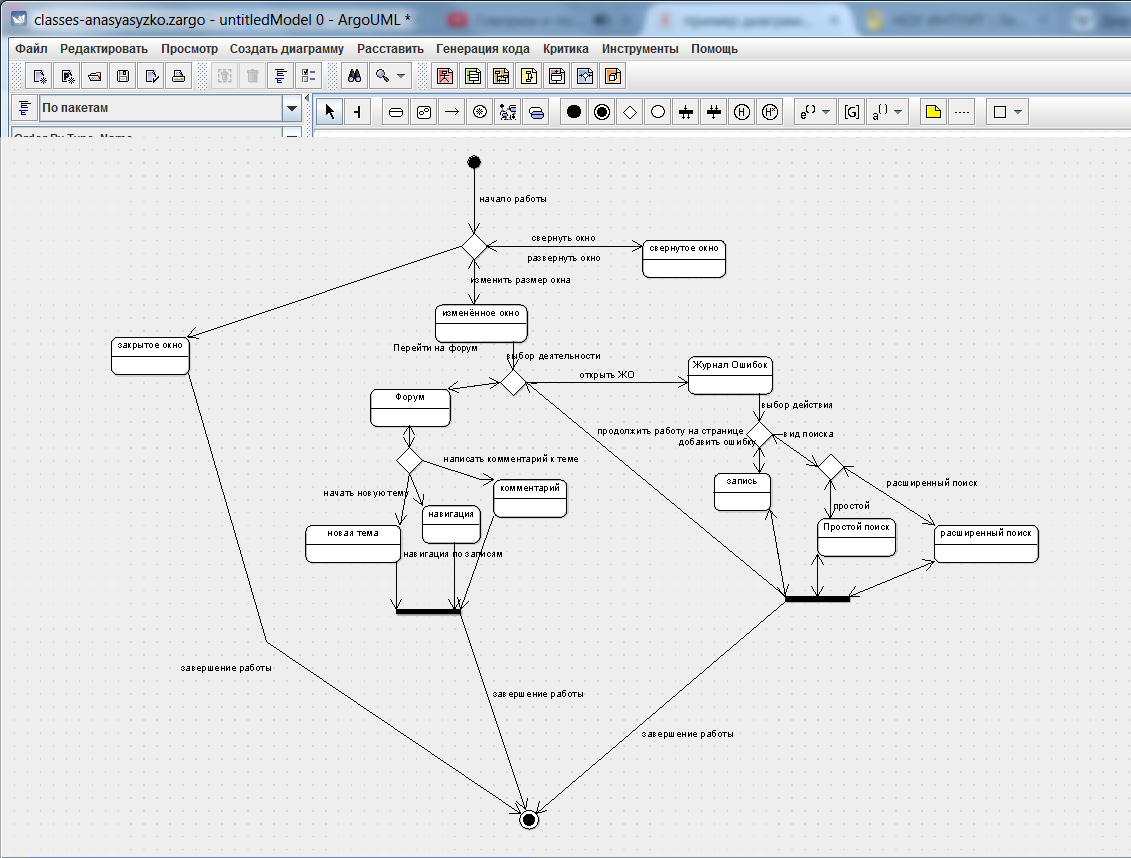 classes-anasyasyzko.zargo - untitledModel 0 - ArgoUML *
Файл Редактировать Просмотр Создать диаграмму Расставить Генерация кода Критика Инструменты Помощь
По пакетам
начало работы
свернуть окно
свернутое окно
развернуть окно
изменить размер окна
изменённое окно
закрытое окно
Перейти на форум
выбор деятельности
открыть ЖО
Журнал Ошибок
Форум
выбор действия
продолжить работу на странице
вид поиска
добавить ошибку
написать комментарий к теме
запись
расширенный поиск
комментарий
начать новую тему
простой
навигация
Простой поиск
новая тема
расширенный поиск
навигация по записям
завершение работы
завершение работы
завершение работы